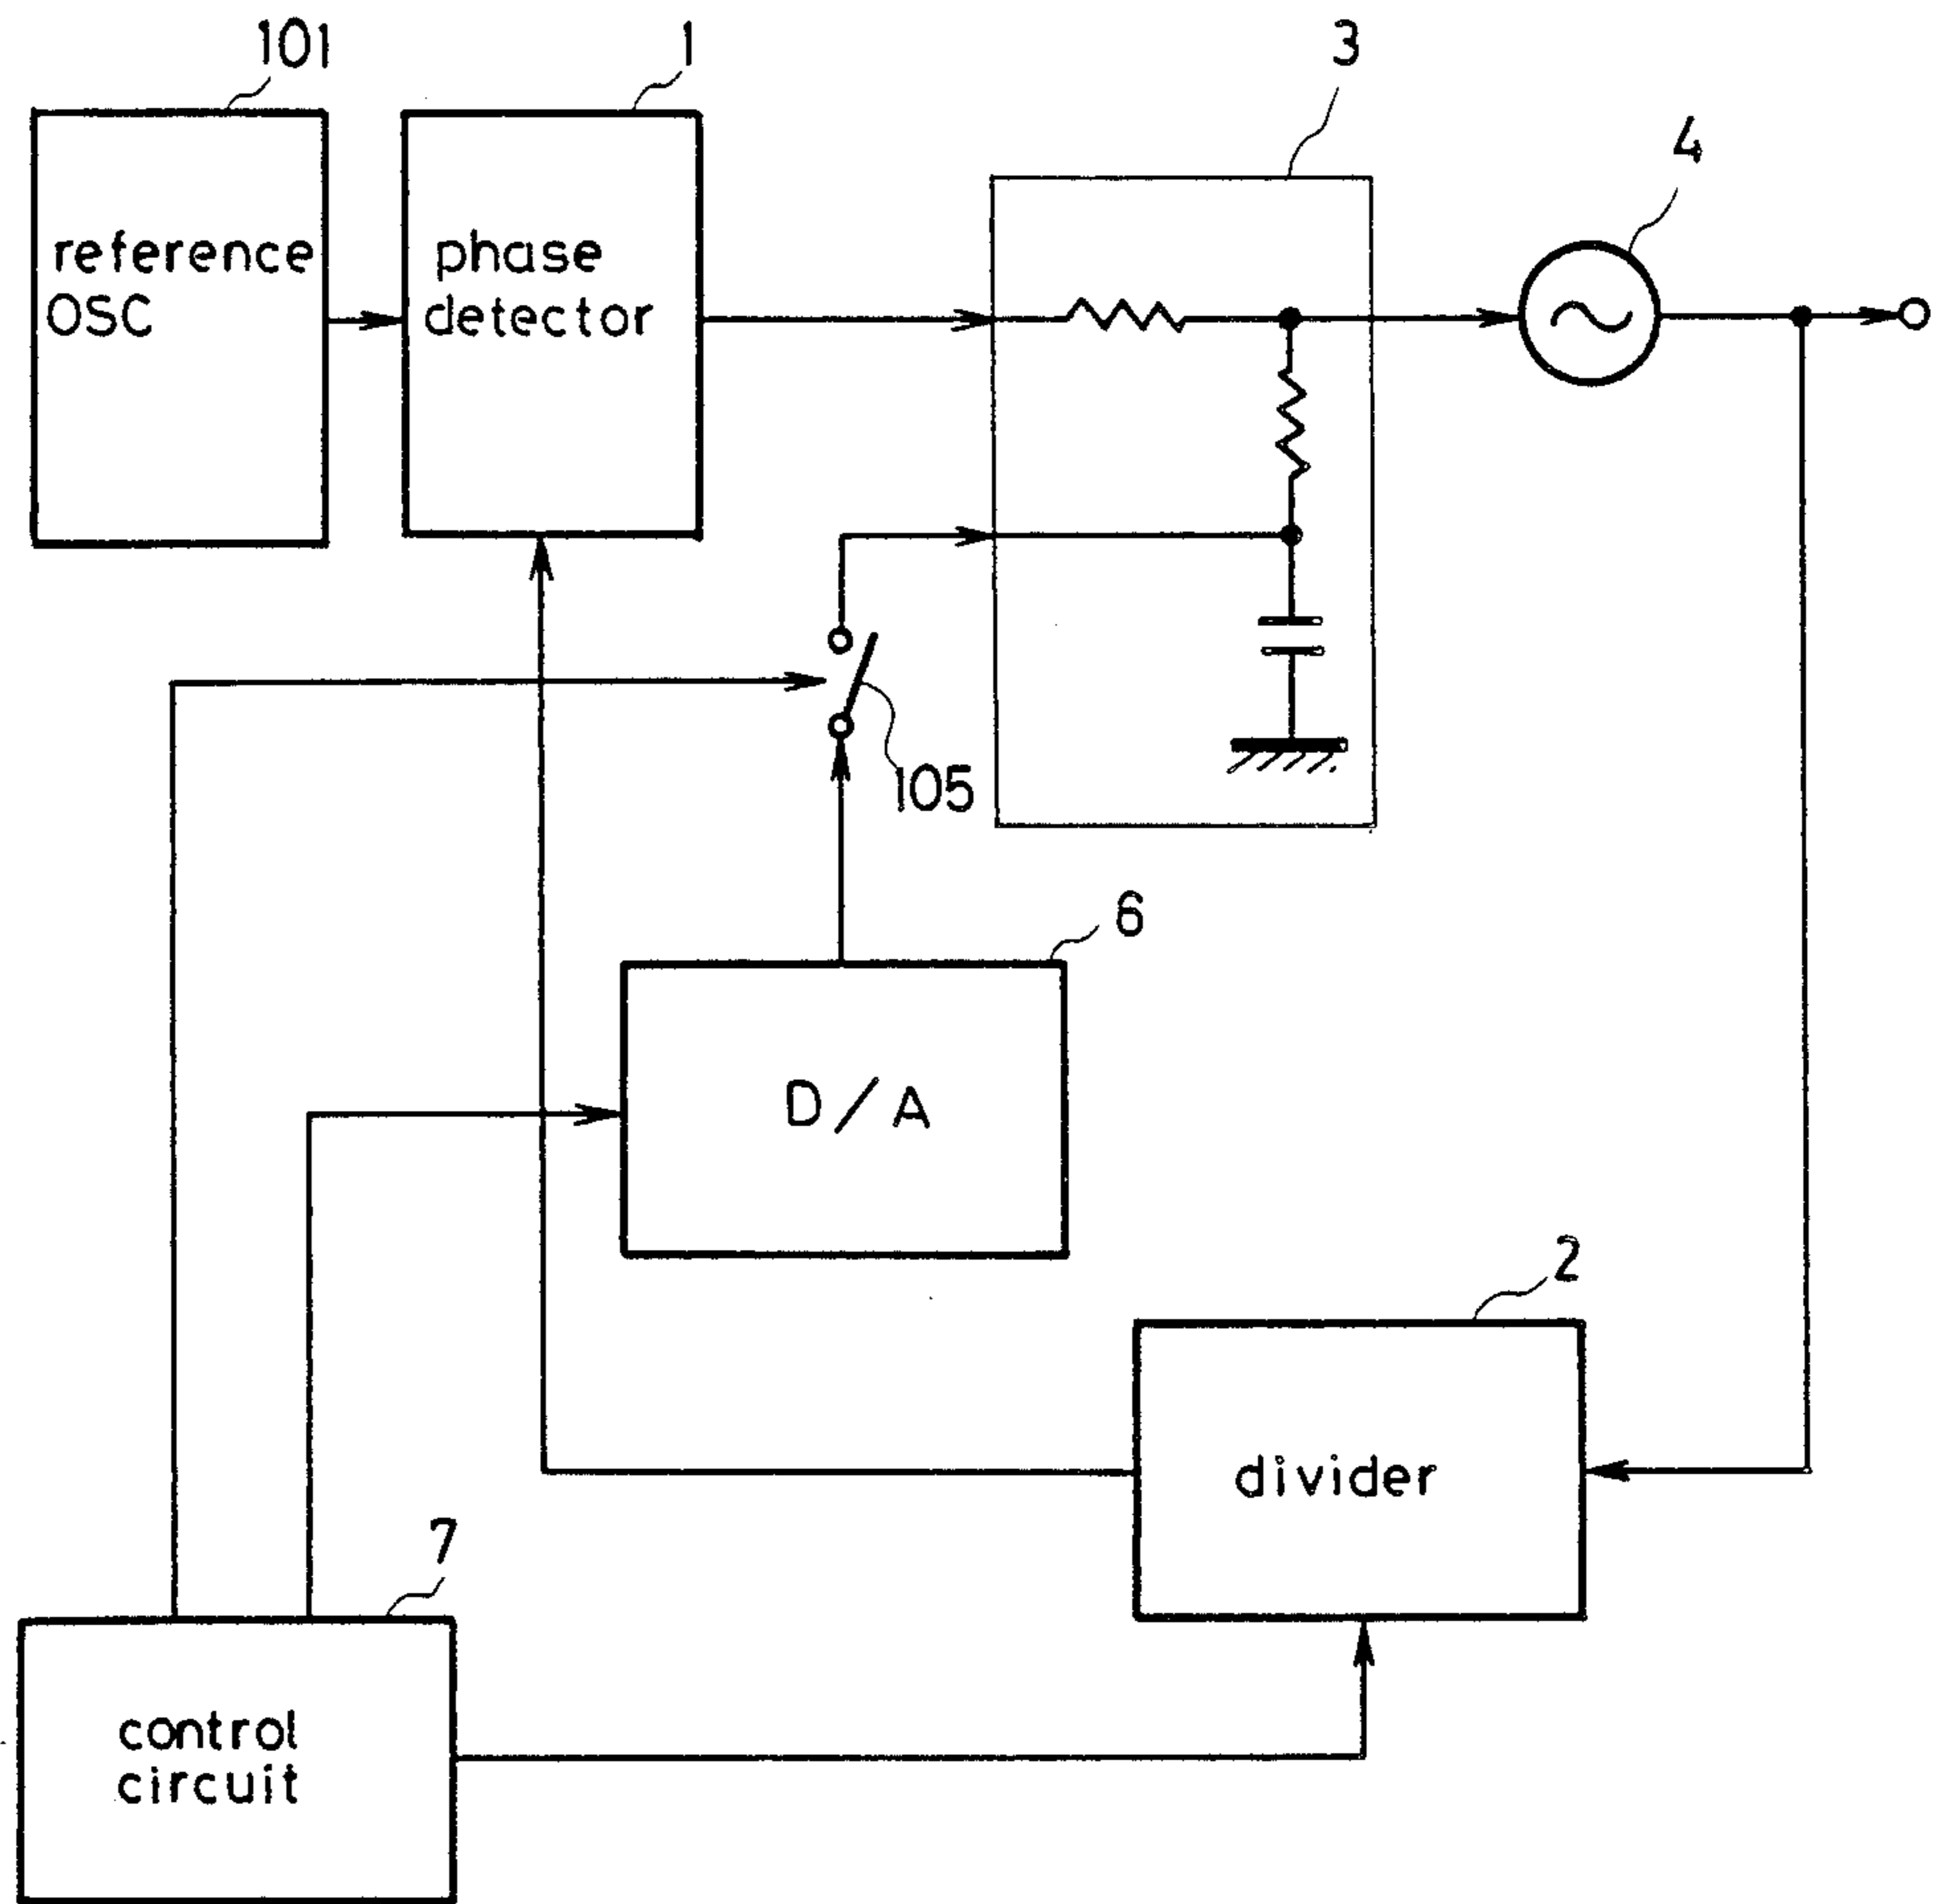 101
1
3
4
reference
OSC
phase
detector
105
6
D/A
2
divider
7
control
circuit